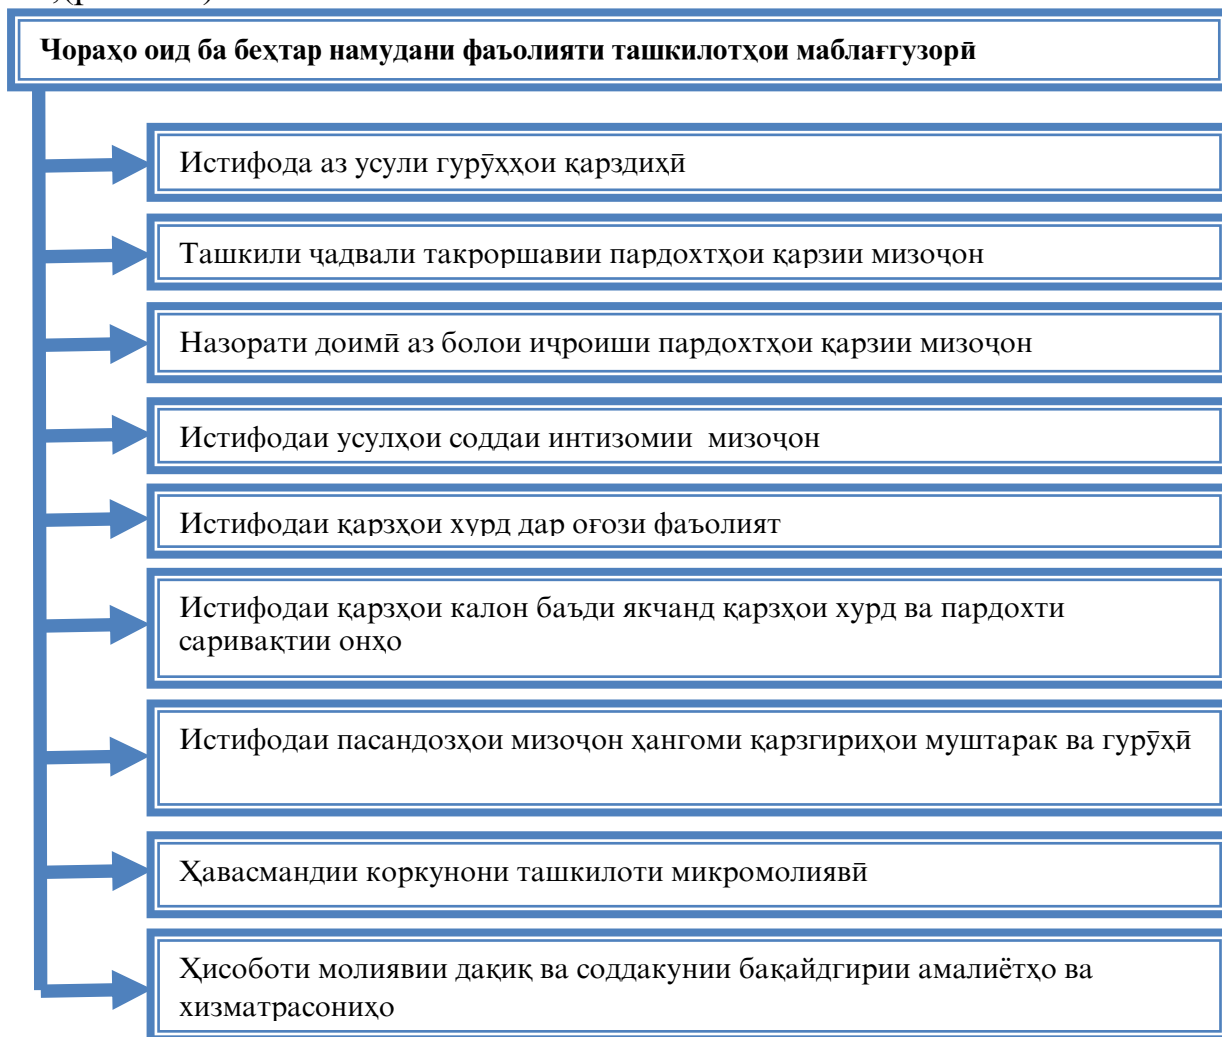 Чораҳо оид ба беҳтар намудани фаъолияти ташкилотҳои маблағгузорӣ
Истифода аз усули гурӯҳҳои қарздиҳӣ
Ташкили ҷадвали такроршавии пардохтҳои қарзии мизоҷон
Назорати доимӣ аз болои иҷроиши пардохтҳои қарзии мизоҷон
Истифодаи усулҳои соддаи интизомии мизоҷон
Истифодаи қарзҳои хурд дар оғози фаъолият
Истифодаи қарзҳои калон баъди якчанд қарзҳои хурд ва пардохти
саривақтии онҳо
Истифодаи пасандозҳои мизоҷон ҳангоми қарзгириҳои муштарак ва гурӯҳӣ
Ҳавасмандии коркунони ташкилоти микромолиявӣ
Ҳисоботи молиявии дақиқ ва соддакунии бақайдгирии амалиётҳо ва
хизматрасониҳо